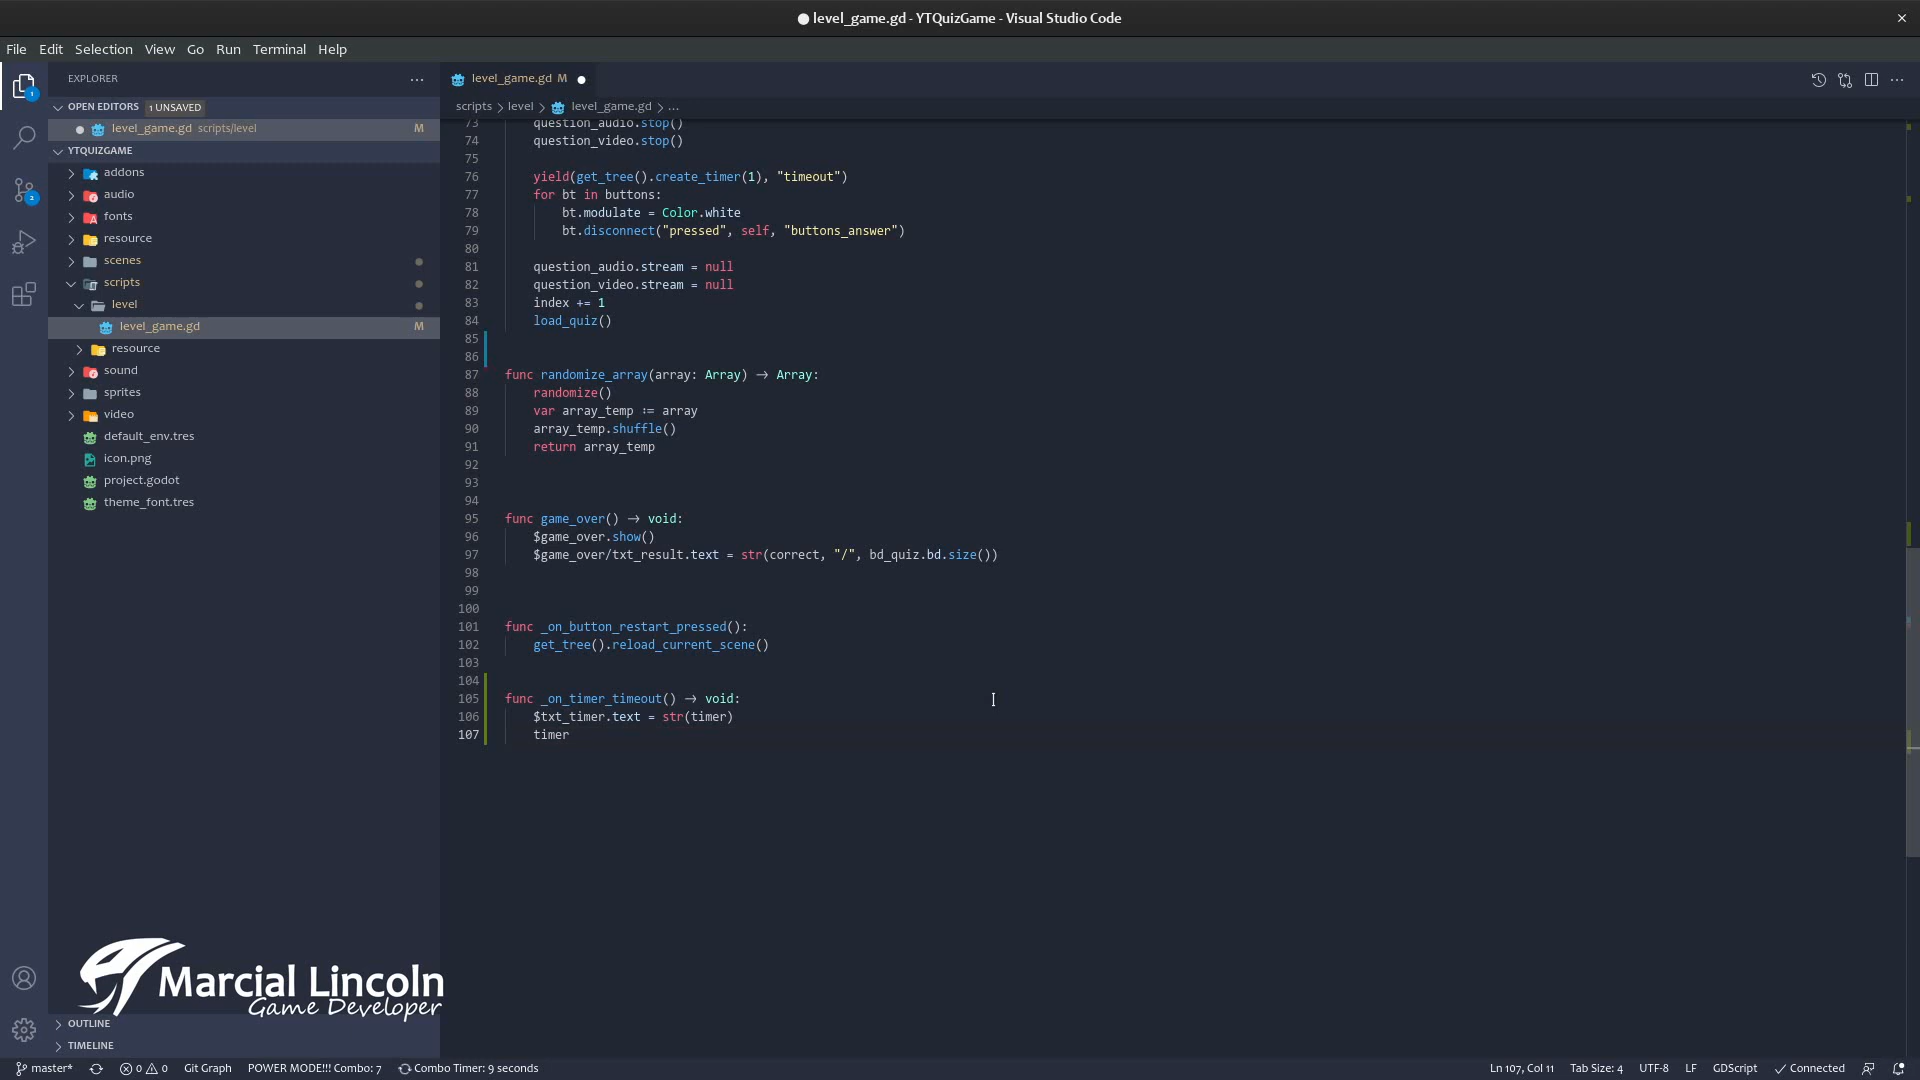 level_game.gd - YTQuizGame - Visual Studio Code
File Edit Selection View Go Run Terminal Help
EXPLORER
OPEN EDITORS 1 UNSAVED
level_game.gd scripts/level M
YTQUIZGAME
addons
audio
fonts
resource
scenes
scripts
level
level_game.gd M
resource
sound
sprites
video
default_env.tres
icon.png
project.godot
theme_font.tres
Marcial Lincoln
Game Developer
OUTLINE
TIMELINE
level_game.gd M
scripts > level > level_game.gd > ...
73 question_audio.stop()
74 question_video.stop()
75
76 yield(get_tree().create_timer(1), "timeout")
77 for bt in buttons:
78 bt.modulate = Color.white
79 bt.disconnect("pressed", self, "buttons_answer")
80
81 question_audio.stream = null
82 question_video.stream = null
83 index += 1
84 load_quiz()
85
86
87 func randomize_array(array: Array) -> Array:
88 randomize()
89 var array_temp := array
90 array_temp.shuffle()
91 return array_temp
92
93
94
95 func game_over() -> void:
96 $game_over.show()
97 $game_over/txt_result.text = str(correct, "/", bd_quiz.bd.size())
98
99
100
101 func _on_button_restart_pressed():
102 get_tree().reload_current_scene()
103
104
105 func _on_timer_timeout() -> void:
106 $txt_timer.text = str(timer)
107 timer
1
2
master* 0 0 Git Graph POWER MODE!!! Combo: 7 Combo Timer: 9 seconds
Ln 107, Col 11 Tab Size: 4 UTF-8 LF GDScript Connected